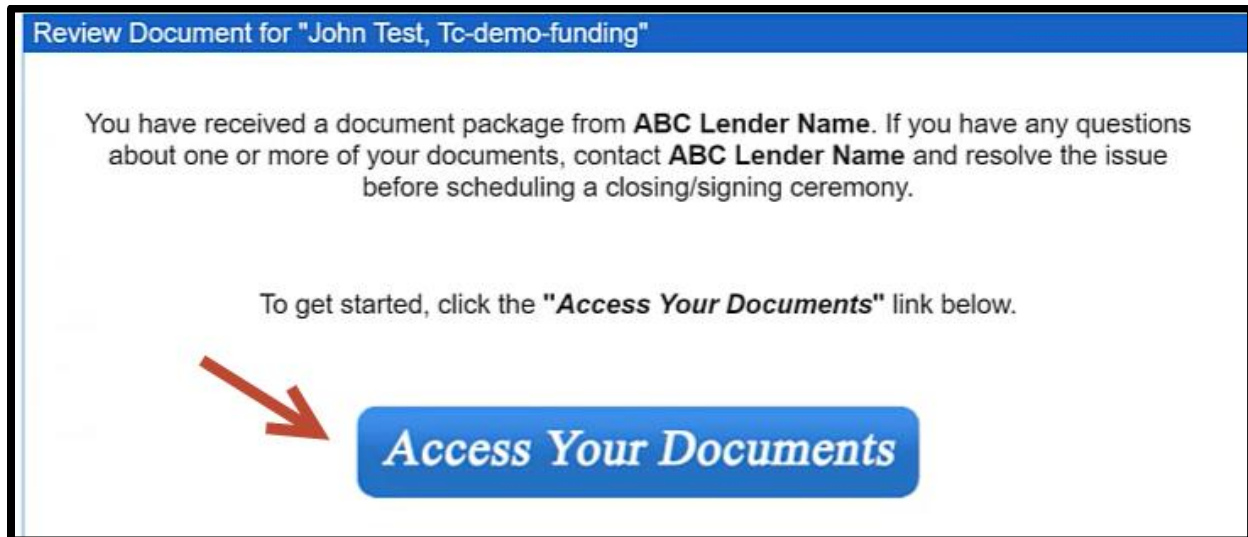 Review Document for "John Test, Tc-demo-funding"
You have received a document package from ABC Lender Name. If you have any questions
about one or more of your documents, contact ABC Lender Name and resolve the issue
before scheduling a closing/signing ceremony.
To get started, click the "Access Your Documents" link below.
Access Your Documents